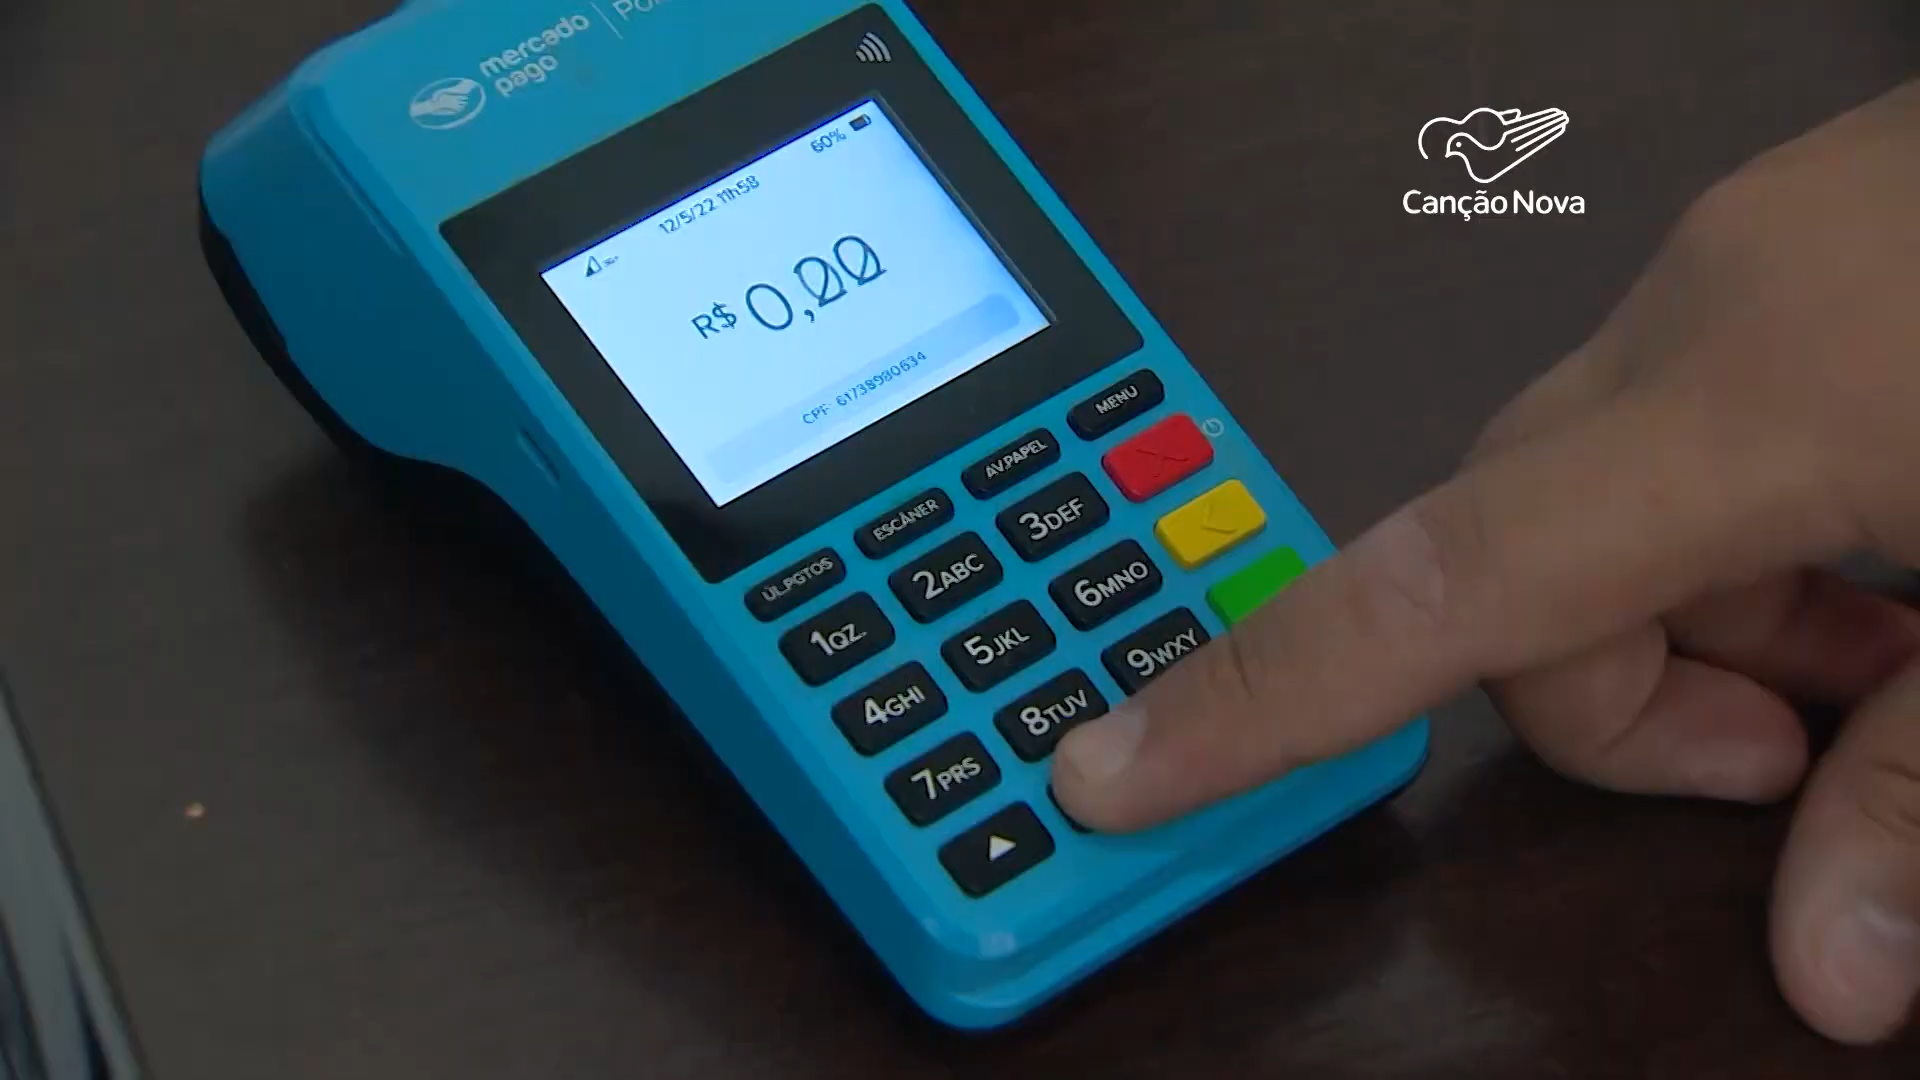 mercado
pago
60%
12/5/22 11h58
R$ 0,00
CPF: 61738980634
MENU
AV.PAPEL
ESCÂNER
ÚL.PGTOS
1QZ.
2ABC
3DEF
4GHI
5JKL
6MNO
7PRS
8TUV
9WXY
Canção Nova